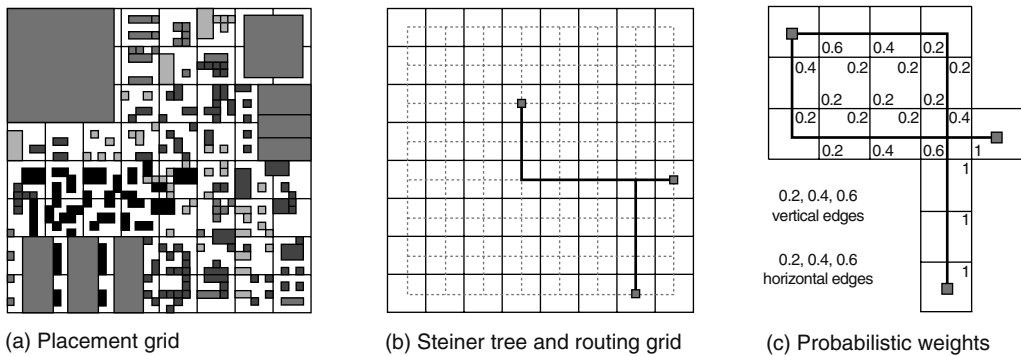 0.6 0.4 0.2
0.4 0.2 0.2 0.2
0.2 0.2 0.2
0.2 0.2 0.2 0.4
0.2 0.4 0.6 1
1
0.2, 0.4, 0.6
vertical edges
1
0.2, 0.4, 0.6
horizontal edges
1
(a) Placement grid
(b) Steiner tree and routing grid
(c) Probabilistic weights